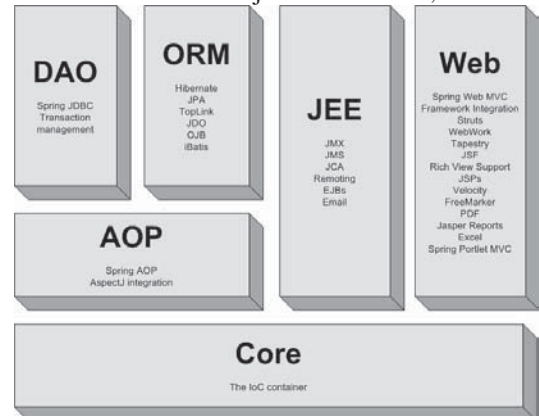 DAO
Spring JDBC
Transaction
management
ORM
Hibernate
JPA
TopLink
JDO
OJB
iBatis
JEE
JMX
JMS
JCA
Remoting
EJBs
Email
Web
Spring Web MVC
Framework Integration
Struts
WebWork
Tapestry
JSF
Rich View Support
JSPs
Velocity
FreeMarker
PDF
Jasper Reports
Excel
Spring Portlet MVC
AOP
Spring AOP
AspectJ integration
Core
The IoC container